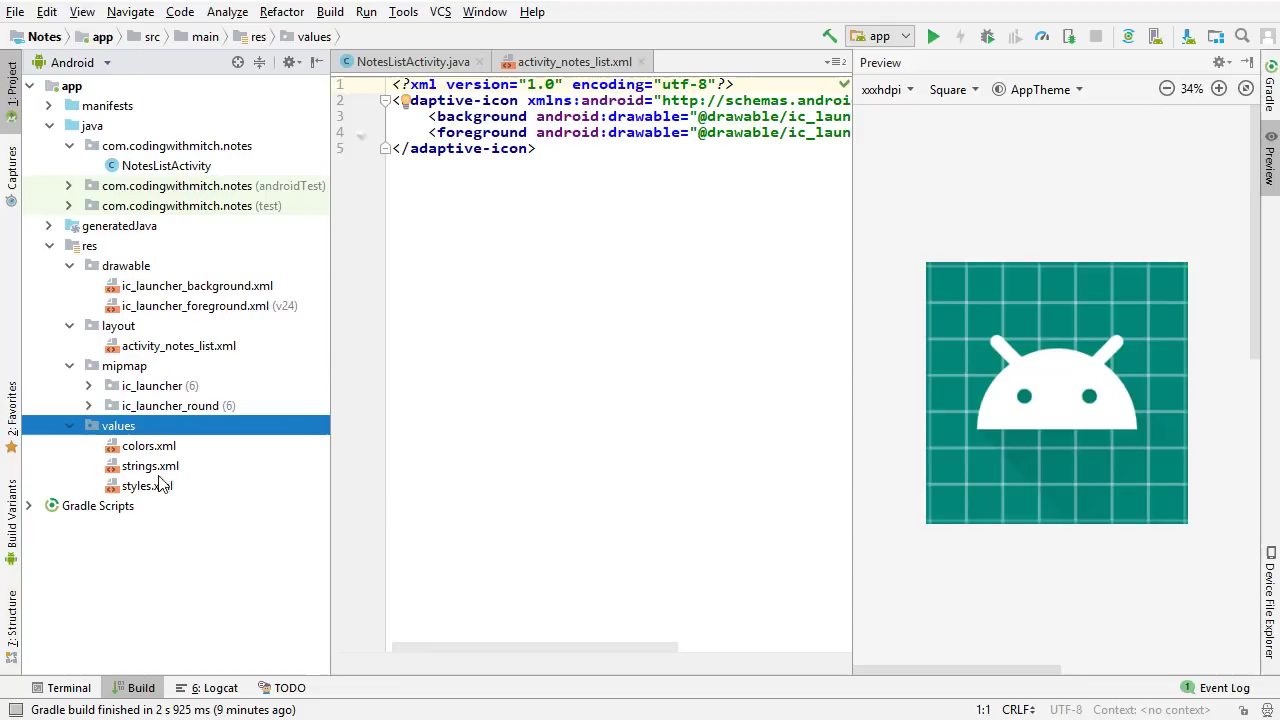 File Edit View Navigate Code Analyze Refactor Build Run Tools VCS Window Help
Notes app src main res values app
1: Project
Captures
2: Favorites
Build Variants
7: Structure
Android
app
manifests
java
com.codingwithmitch.notes
NotesListActivity
com.codingwithmitch.notes (androidTest)
com.codingwithmitch.notes (test)
generatedJava
res
drawable
ic_launcher_background.xml
ic_launcher_foreground.xml (v24)
layout
activity_notes_list.xml
mipmap
ic_launcher (6)
ic_launcher_round (6)
values
colors.xml
strings.xml
Gradle Scripts
NotesListActivity.java activity_notes_list.xml
1 <?xml version="1.0" encoding="utf-8"?>
2 daptive-icon xmlns:android="http://schemas.androi
3 <background android:drawable="@drawable/ic_laun
4 <foreground android:drawable="@drawable/ic_laun
5 </adaptive-icon>
Preview
xxxhdpi Square AppTheme 34%
Gradle
Preview
Device File Explorer
Terminal Build 6: Logcat TODO 1 Event Log
Gradle build finished in 2 s 925 ms (9 minutes ago) 1:1 CRLF UTF-8 Context: <no context>